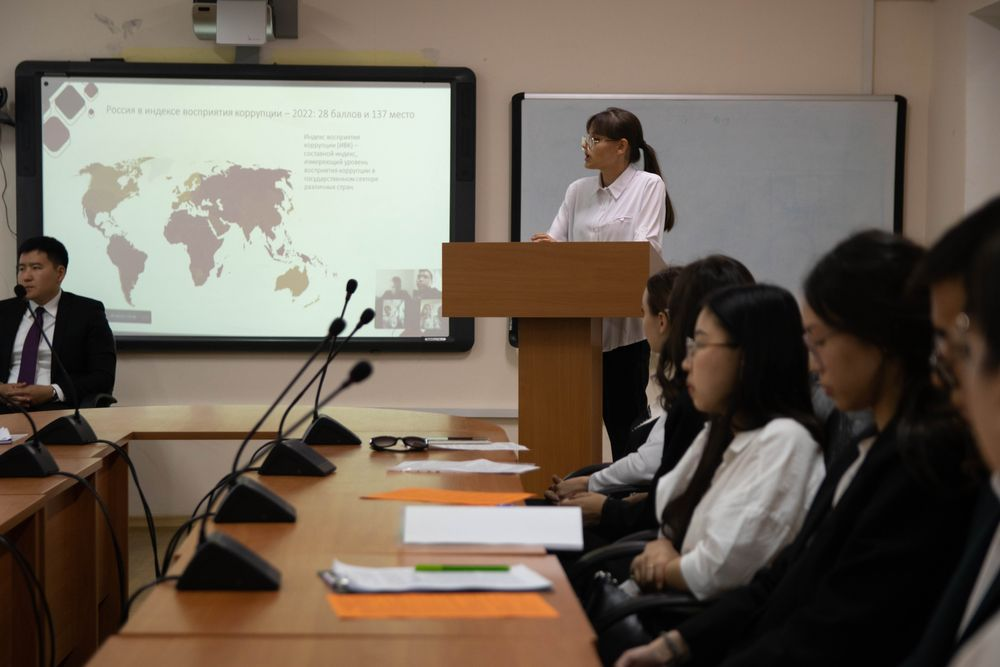 Россия в индексе восприятия коррупции – 2022: 28 баллов и 137 место
Индекс восприятия
коррупции (ИВК) –
составной индекс,
измеряющий уровень
восприятия коррупции в
государственном секторе
различных стран.